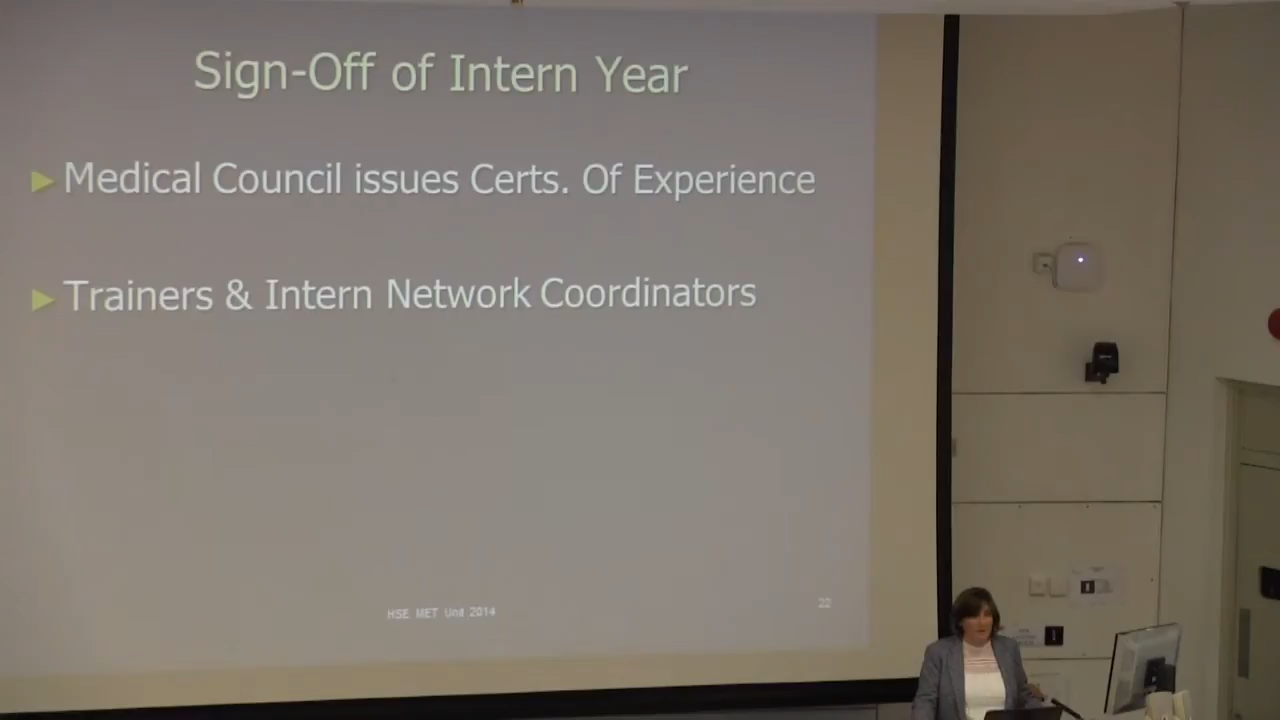 Sign-Off of Intern Year
Medical Council issues Certs. Of Experience
Trainers & Intern Network Coordinators
HSE MET Unit 2014
22